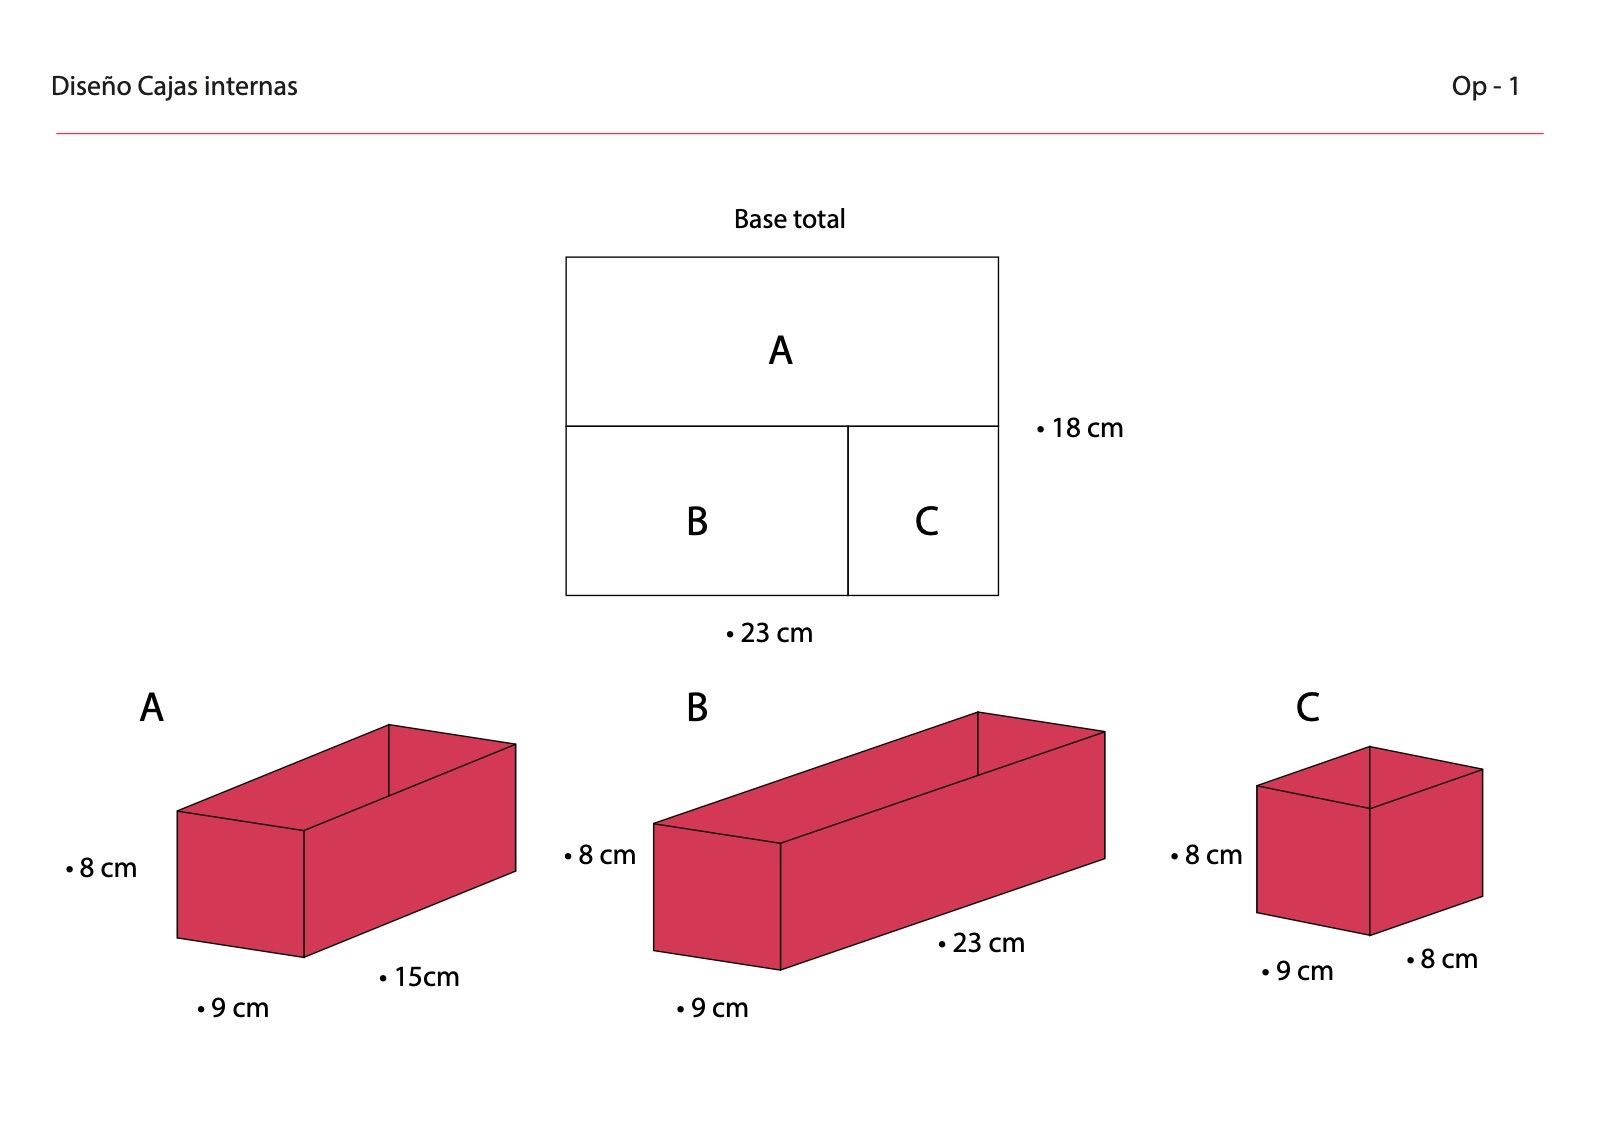 Diseño Cajas internas
Op - 1
Base total
A
• 18 cm
B
C
• 23 cm
A
B
C
• 8 cm
• 8 cm
• 8 cm
• 15cm
• 23 cm
• 8 cm
• 9 cm
• 9 cm
• 9 cm